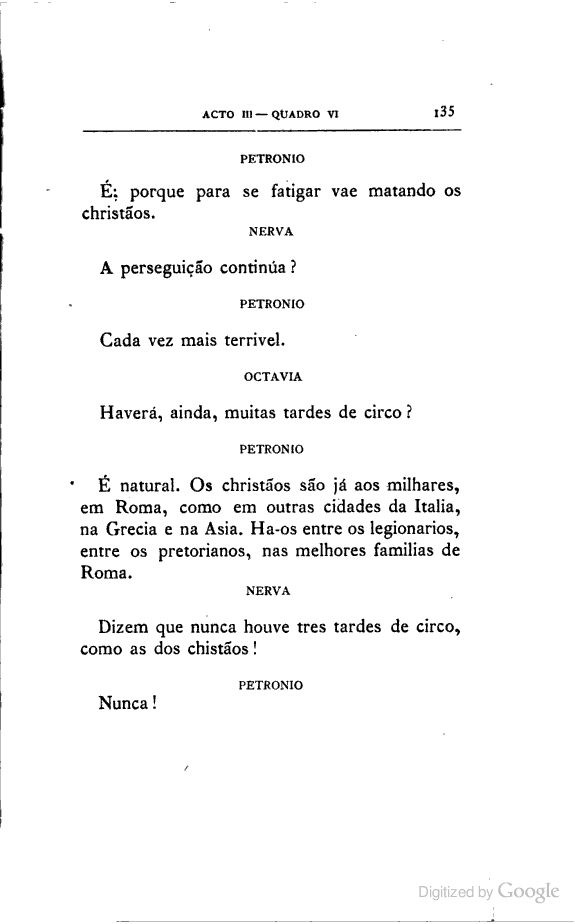 ACTO III — QUADRO VI 135
PETRONIO
É; porque para se fatigar vae matando os
christãos.
NERVA
A perseguição continúa ?
PETRONIO
Cada vez mais terrivel.
OCTAVIA
Haverá, ainda, muitas tardes de circo ?
PETRONIO
É natural. Os christãos são já aos milhares,
em Roma, como em outras cidades da Italia,
na Grecia e na Asia. Ha-os entre os legionarios,
entre os pretorianos, nas melhores familias de
Roma.
NERVA
Dizem que nunca houve tres tardes de circo,
como as dos chistãos !
PETRONIO
Nunca !
Digitized by Google